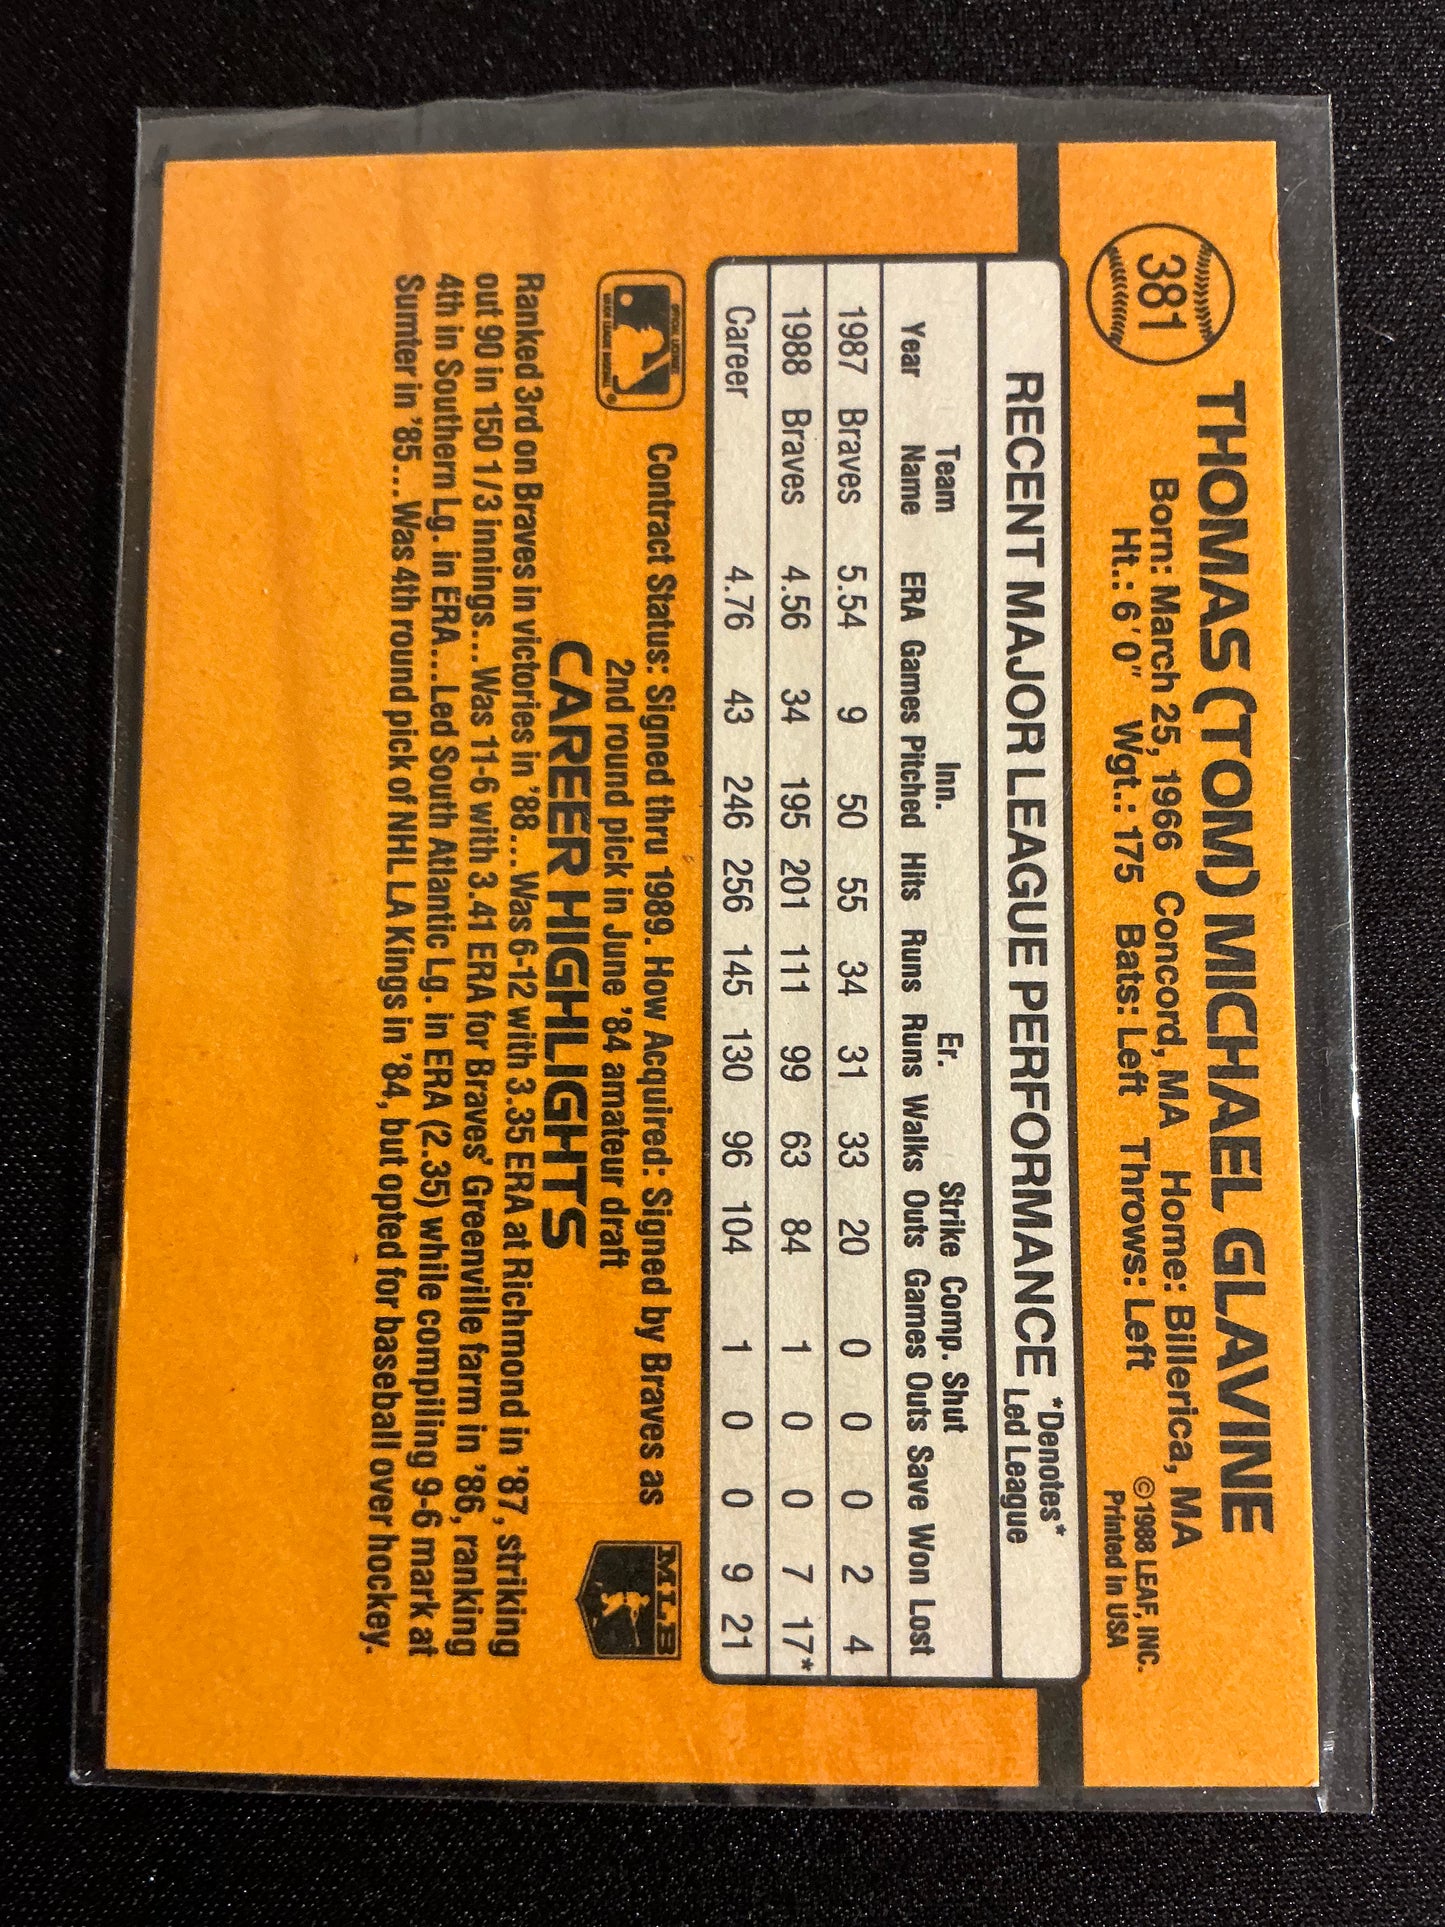 381
THOMAS (TOM) MICHAEL GLAVINE
Born: March 25, 1966 Concord, MA Home: Billerica, MA
Ht.: 6'0" Wgt.: 175 Bats: Left Throws: Left
©1988 LEAF, INC.
Printed in USA
RECENT MAJOR LEAGUE PERFORMANCE *Denotes*
Led League
Team Inn. Er. Strike Comp. Shut
Year Name ERA Games Pitched Hits Runs Runs Walks Outs Games Outs Save Won Lost
1987 Braves 5.54 9 50 55 34 31 33 20 0 0 0 2 4
1988 Braves 4.56 34 195 201 111 99 63 84 1 0 0 7 17*
Career 4.76 43 246 256 145 130 96 104 1 0 0 9 21
Contract Status: Signed thru 1989. How Acquired: Signed by Braves as
2nd round pick in June '84 amateur draft
MLB
CAREER HIGHLIGHTS
Ranked 3rd on Braves in victories in '88... Was 6-12 with 3.35 ERA at Richmond in '87, striking
out 90 in 150 1/3 innings... Was 11-6 with 3.41 ERA for Braves' Greenville farm in '86, ranking
4th in Southern Lg. in ERA...Led South Atlantic Lg. in ERA (2.35) while compiling 9-6 mark at
Sumter in '85...Was 4th round pick of NHL LA Kings in '84, but opted for baseball over hockey.